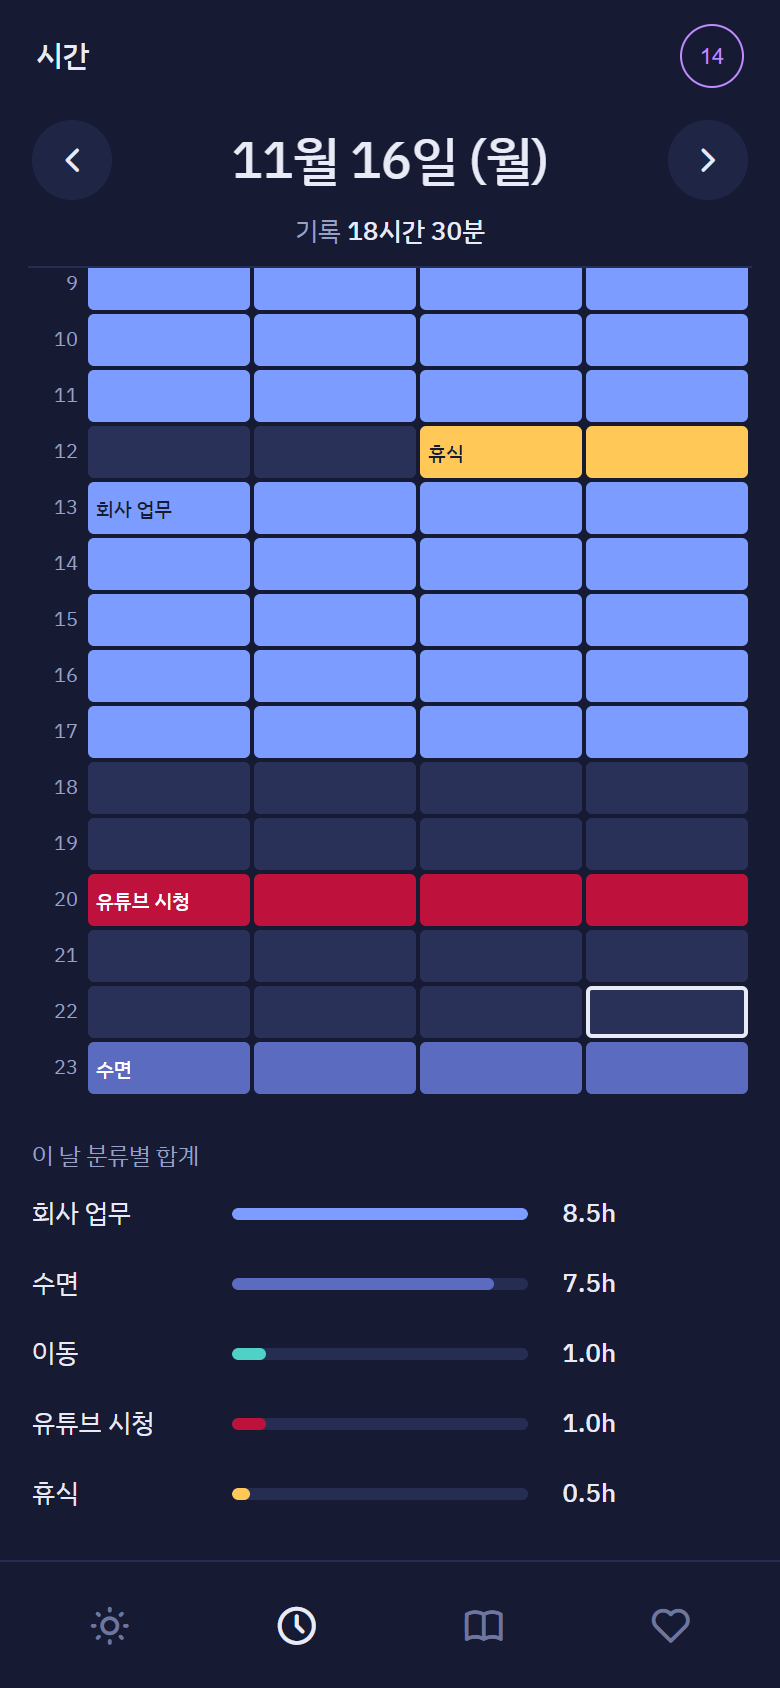 시간
14
11월 16일 (월)
기록 18시간 30분
9
10
11
12 휴식
13 회사 업무
14
15
16
17
18
19
20 유튜브 시청
21
22
23 수면
이 날 분류별 합계
회사 업무 8.5h
수면 7.5h
이동 1.0h
유튜브 시청 1.0h
휴식 0.5h